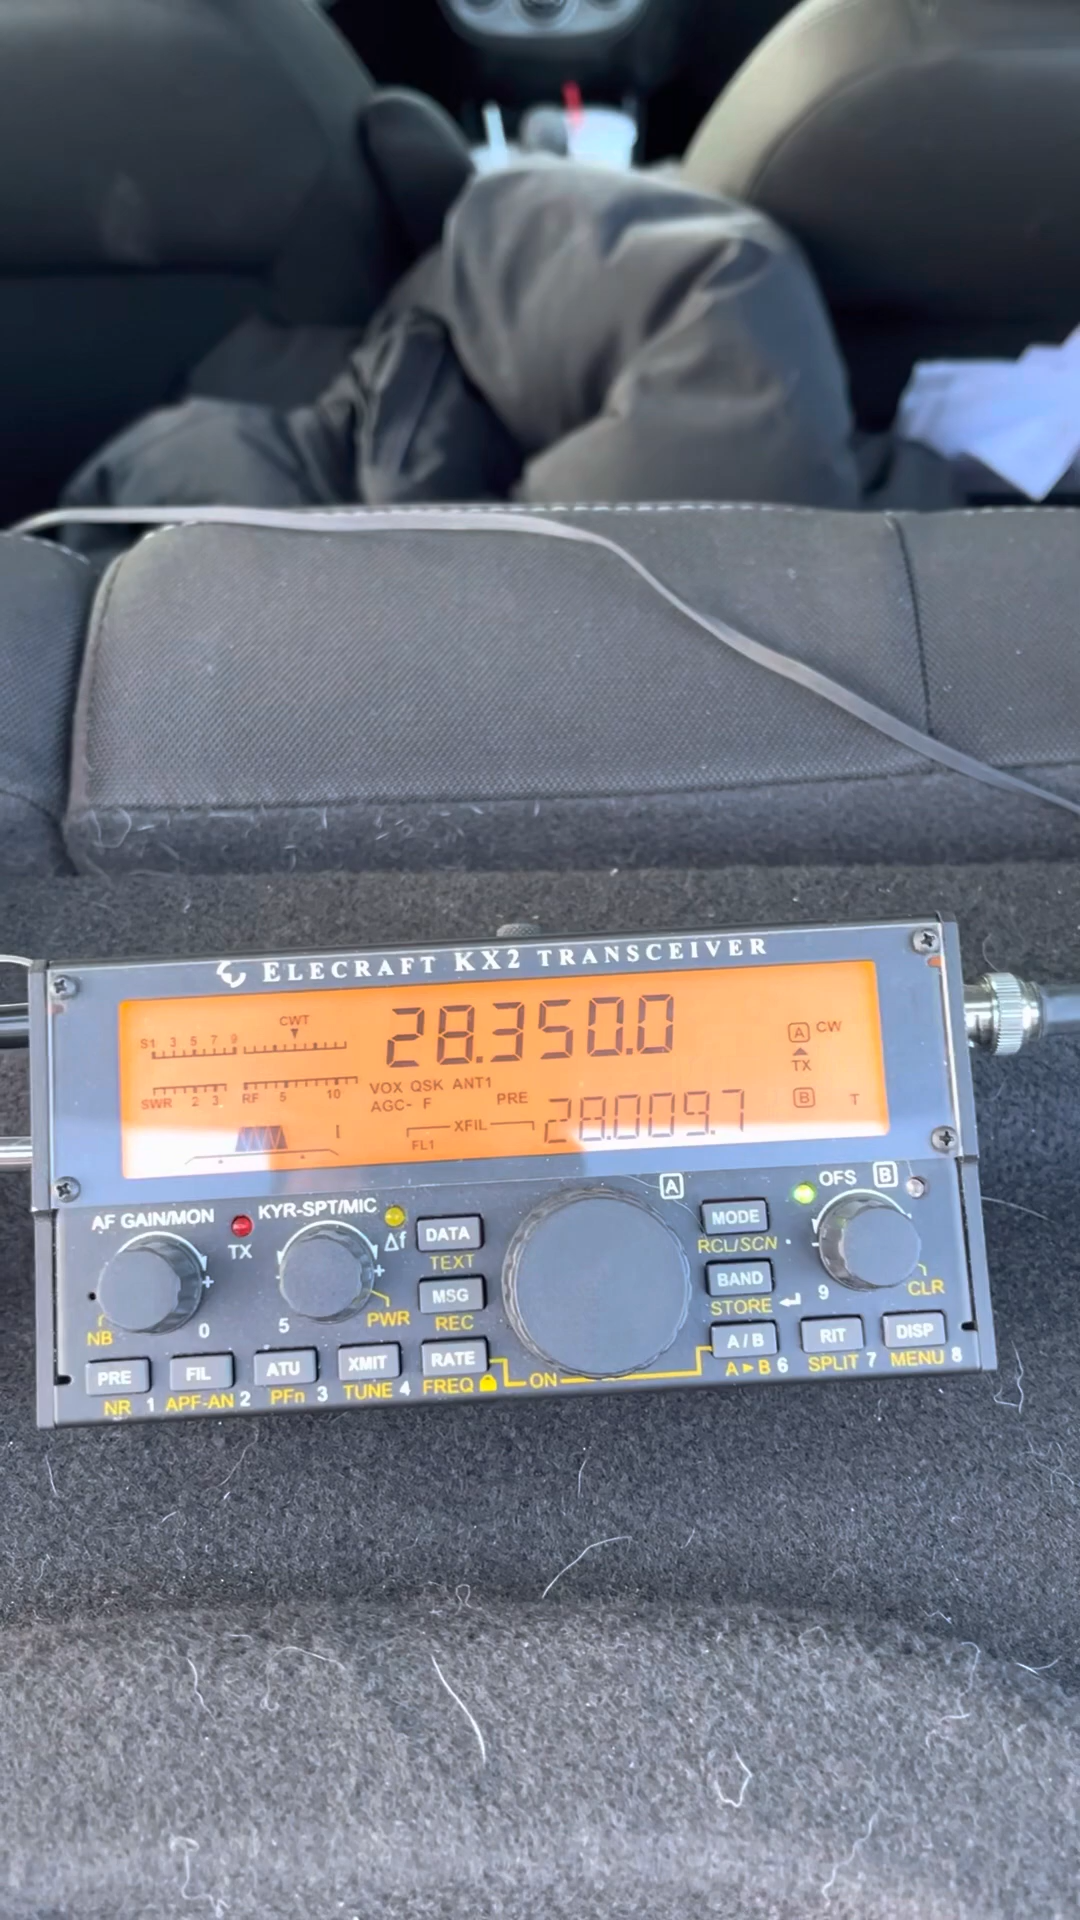 ELECRAFT KX2 TRANSCEIVER
CWT
28.350.0
S1 3 5 7 9
A CW
TX
SWR 2 3 RF 5 10
VOX QSK ANT1
AGC- F PRE
B T
28.009.7
XFIL
FL1
I
AF GAIN/MON
TX
KYR-SPT/MIC
Δf
A
OFS B
DATA
TEXT
MODE
RCL/SCN
- +
- +
-
MSG
REC
BAND
STORE
9
CLR
NB
0
5
PWR
PRE
FIL
ATU
XMIT
RATE
A/B
RIT
DISP
NR 1
APF-AN 2
PFn 3
TUNE 4
FREQ
ON
A►B 6
SPLIT 7
MENU 8